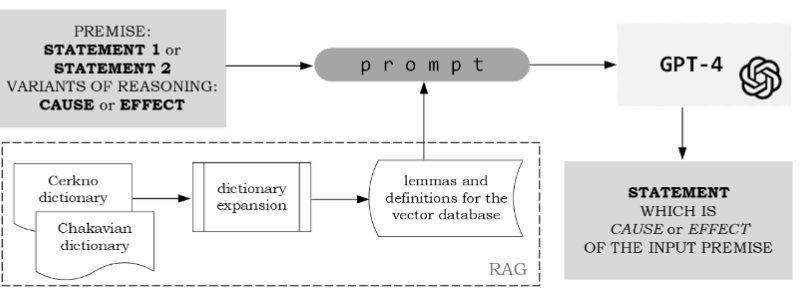 PREMISE:
STATEMENT 1 or
STATEMENT 2
VARIANTS OF REASONING:
CAUSE or EFFECT
prompt
GPT-4
Cerkno
dictionary
Chakavian
dictionary
dictionary
expansion
lemmas and
definitions for the
vector database
RAG
STATEMENT
WHICH IS
CAUSE or EFFECT
OF THE INPUT PREMISE